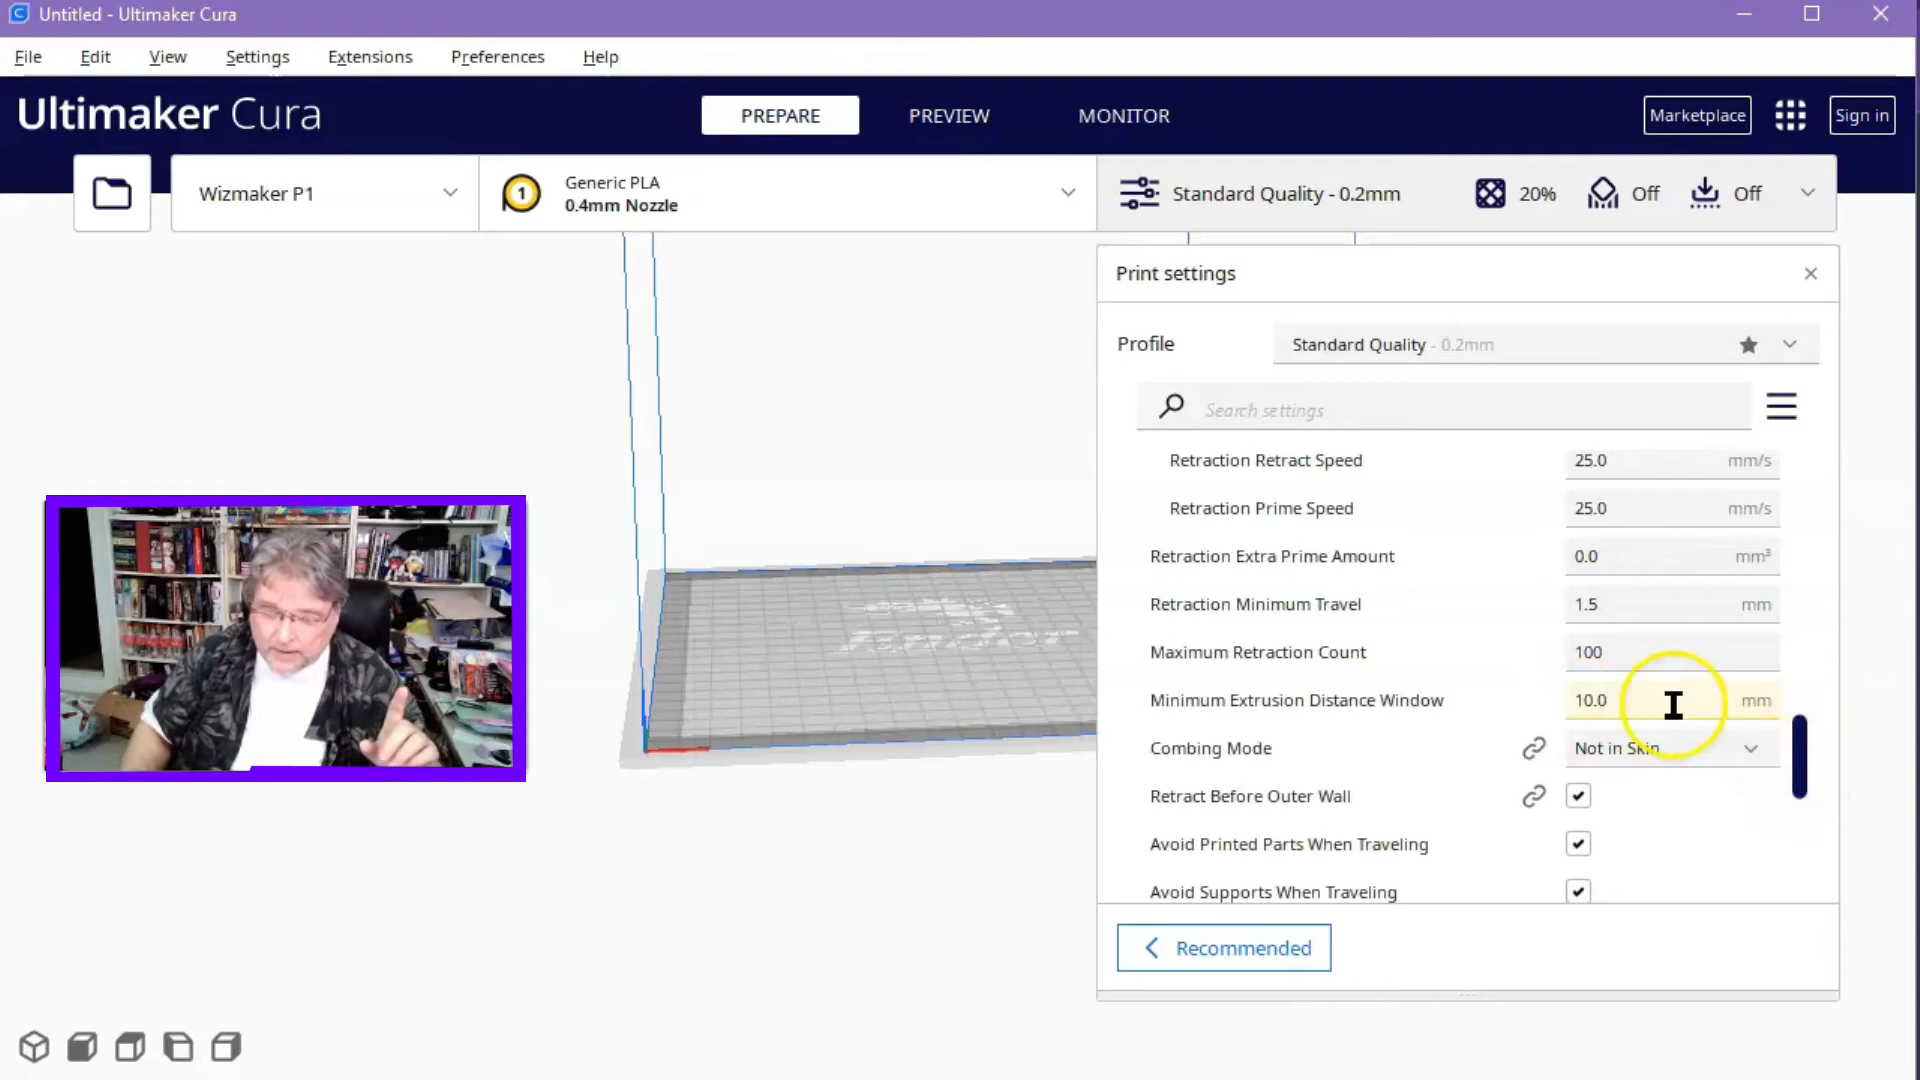 Untitled - Ultimaker Cura
File Edit View Settings Extensions Preferences Help
Ultimaker Cura
PREPARE PREVIEW MONITOR
Marketplace Sign in
Wizmaker P1
1
Generic PLA
0.4mm Nozzle
Standard Quality - 0.2mm 20% Off Off
Print settings
Profile Standard Quality - 0.2mm
Search settings
Retraction Retract Speed 25.0 mm/s
Retraction Prime Speed 25.0 mm/s
Retraction Extra Prime Amount 0.0 mm³
Retraction Minimum Travel 1.5 mm
Maximum Retraction Count 100
Minimum Extrusion Distance Window 10.0 mm
Combing Mode Not in Skin
Retract Before Outer Wall
Avoid Printed Parts When Traveling
Avoid Supports When Traveling
Recommended